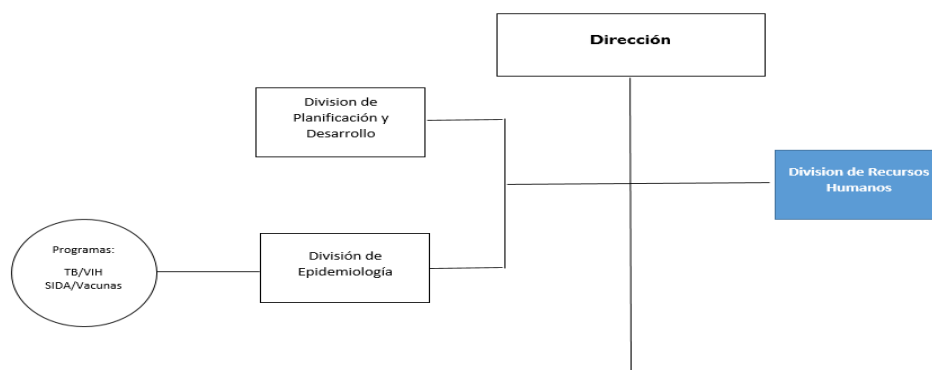 Dirección
Division de
Planificación y
Desarrollo
Division de Recursos
Humanos
Programas:
TB/VIH
SIDA/Vacunas
División de
Epidemiología